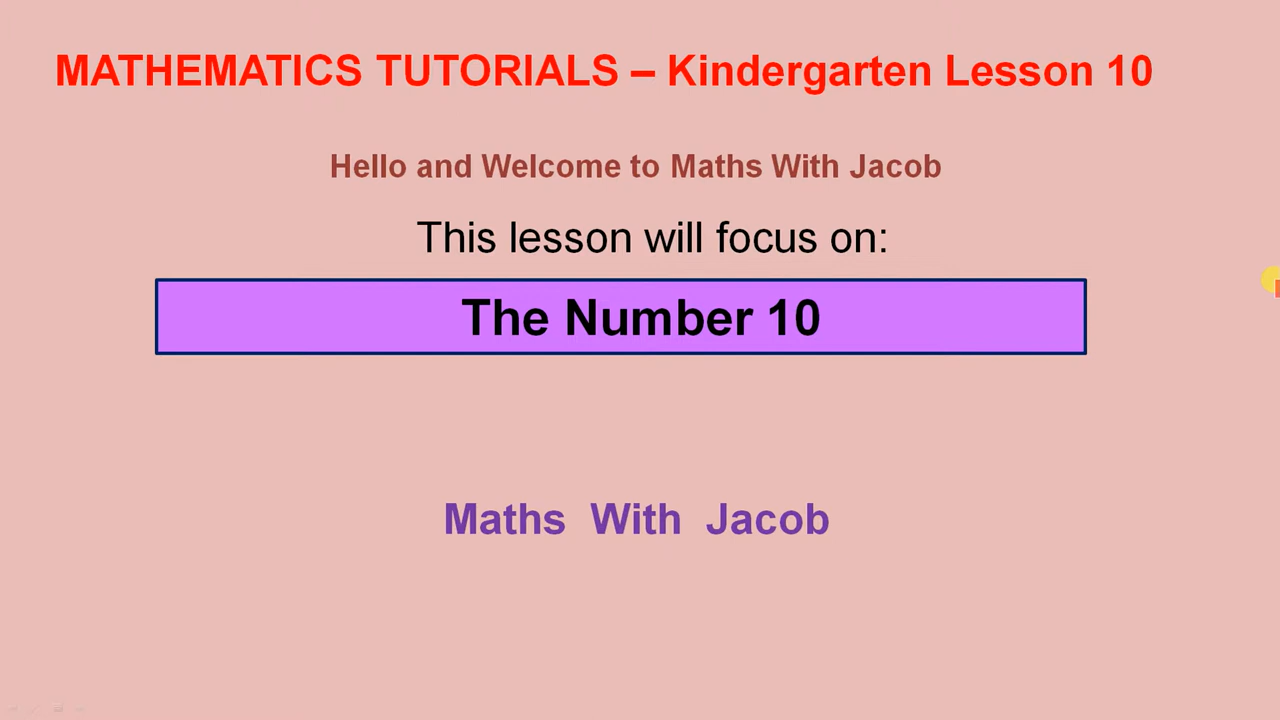 MATHEMATICS TUTORIALS – Kindergarten Lesson 10
Hello and Welcome to Maths With Jacob
This lesson will focus on:
The Number 10
Maths With Jacob